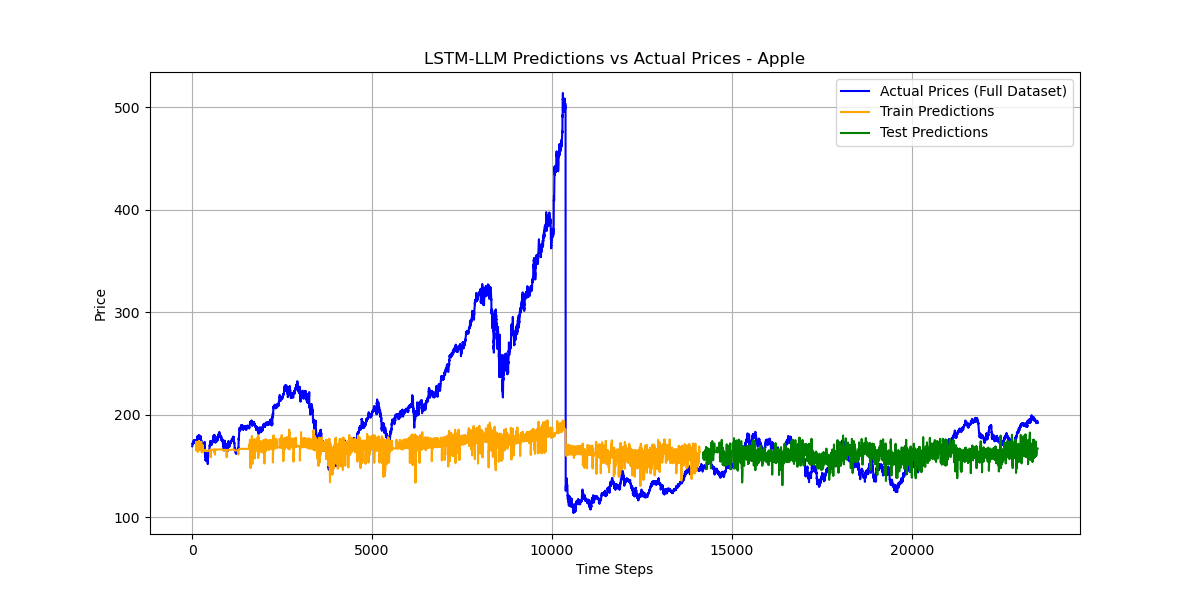 LSTM-LLM Predictions vs Actual Prices - Apple
Actual Prices (Full Dataset)
Train Predictions
Test Predictions
500
400
300
200
100
Price
0
5000
10000
15000
20000
Time Steps